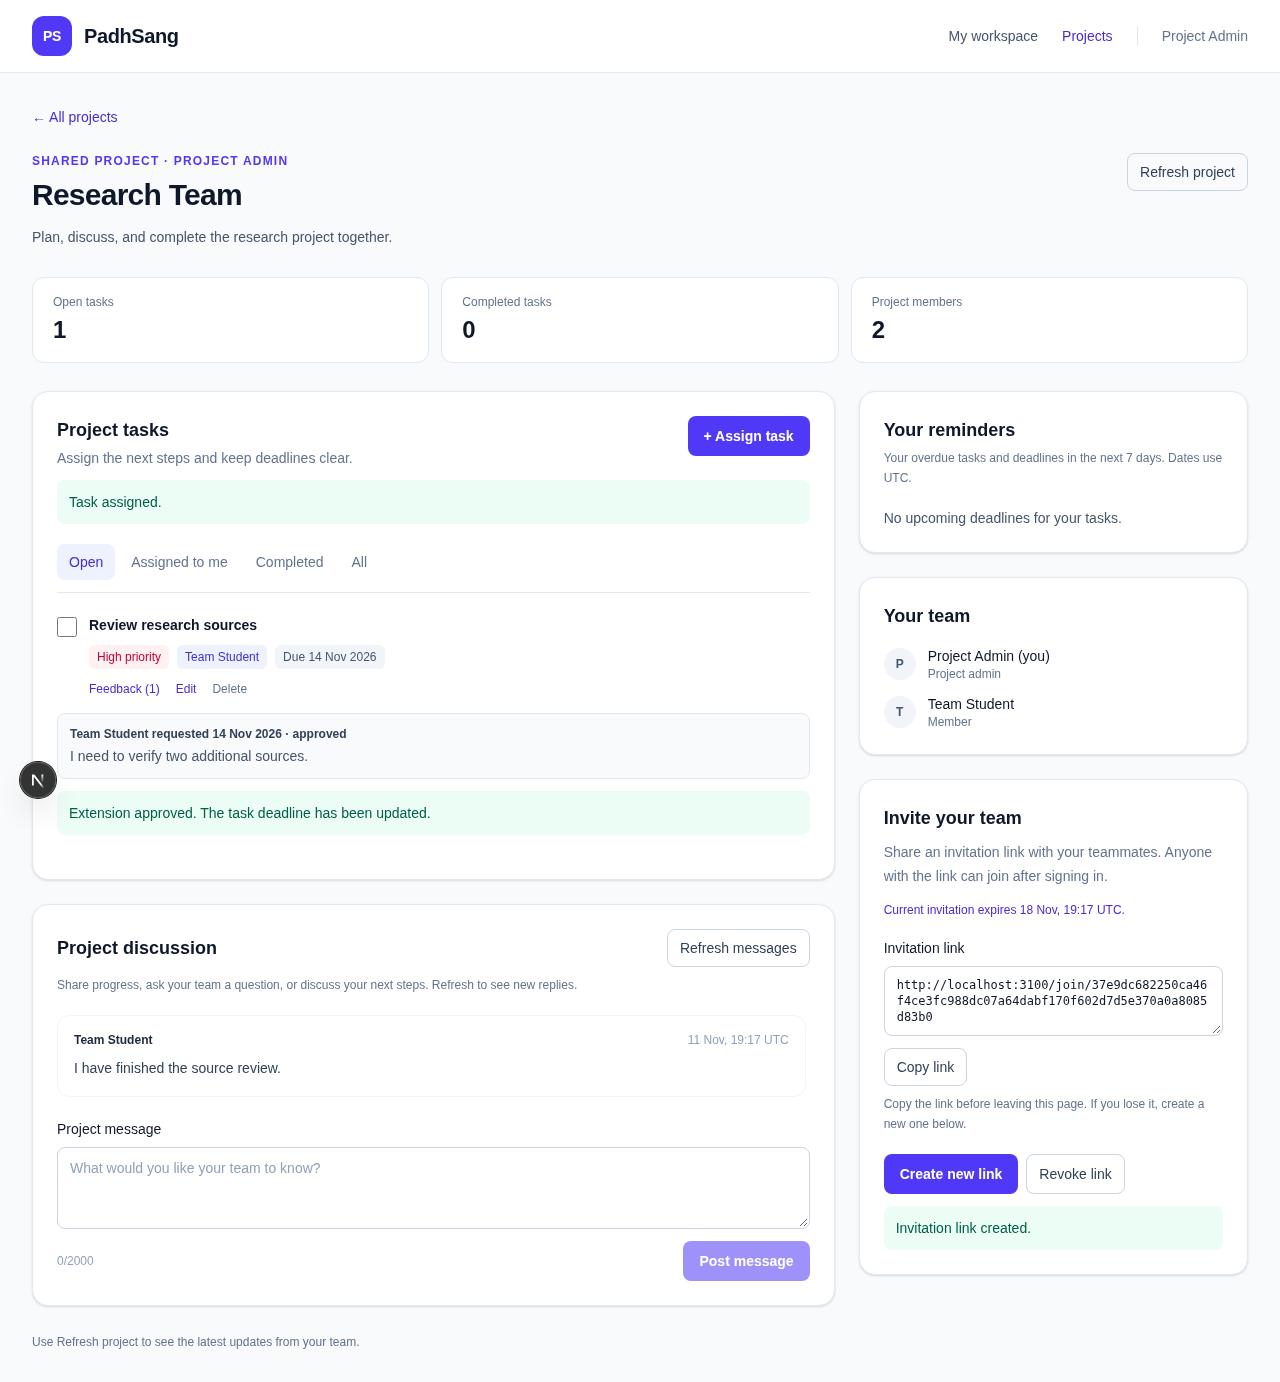 PS
PadhSang
My workspace
Projects
Project Admin
← All projects
SHARED PROJECT · PROJECT ADMIN
Research Team
Refresh project
Plan, discuss, and complete the research project together.
Open tasks
1
Completed tasks
0
Project members
2
Project tasks
Assign the next steps and keep deadlines clear.
+ Assign task
Task assigned.
Open
Assigned to me
Completed
All
Review research sources
High priority
Team Student
Due 14 Nov 2026
Feedback (1)
Edit
Delete
Team Student requested 14 Nov 2026 · approved
I need to verify two additional sources.
N
Extension approved. The task deadline has been updated.
Project discussion
Refresh messages
Share progress, ask your team a question, or discuss your next steps. Refresh to see new replies.
Team Student
11 Nov, 19:17 UTC
I have finished the source review.
Project message
What would you like your team to know?
0/2000
Post message
Your reminders
Your overdue tasks and deadlines in the next 7 days. Dates use
UTC.
No upcoming deadlines for your tasks.
Your team
P
Project Admin (you)
Project admin
T
Team Student
Member
Invite your team
Share an invitation link with your teammates. Anyone
with the link can join after signing in.
Current invitation expires 18 Nov, 19:17 UTC.
Invitation link
http://localhost:3100/join/37e9dc682250ca46
f4ce3fc988dc07a64dabf170f602d7d5e370a0a8085
d83b0
Copy link
Copy the link before leaving this page. If you lose it, create a
new one below.
Create new link
Revoke link
Invitation link created.
Use Refresh project to see the latest updates from your team.